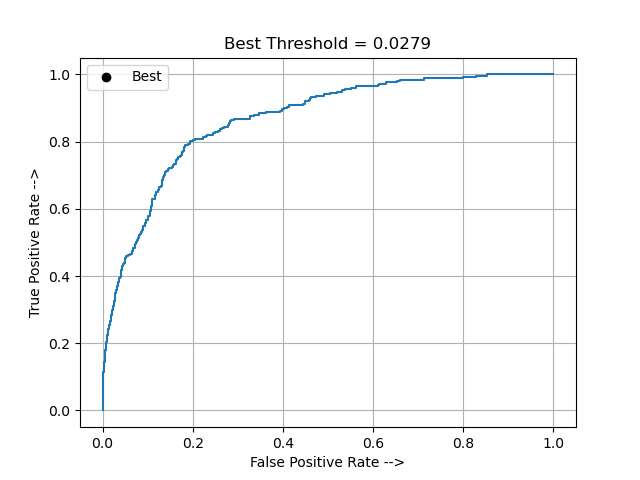 Best Threshold = 0.0279
Best
1.0
0.8
0.6
0.4
0.2
0.0
True Positive Rate -->
0.0 0.2 0.4 0.6 0.8 1.0
False Positive Rate -->